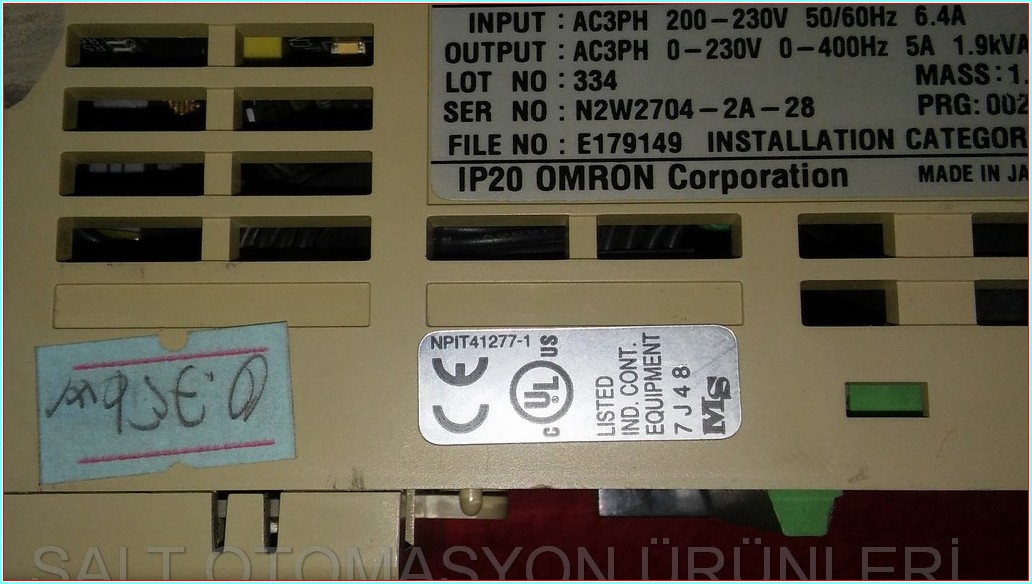 INPUT : AC3PH 200-230V 50/60Hz 6.4A
OUTPUT : AC3PH 0-230V 0-400Hz 5A 1.9kVA
LOT NO : 334 MASS : 1.
SER NO : N2W2704-2A-28 PRG: 002
FILE NO : E179149 INSTALLATION CATEGOR
IP20 OMRON Corporation MADE IN JA
NPIT41277-1
CE
C UL US
LISTED
IND. CONT.
EQUIPMENT
7J48
MS
SALT OTOMASYON ÜRÜNLERİ